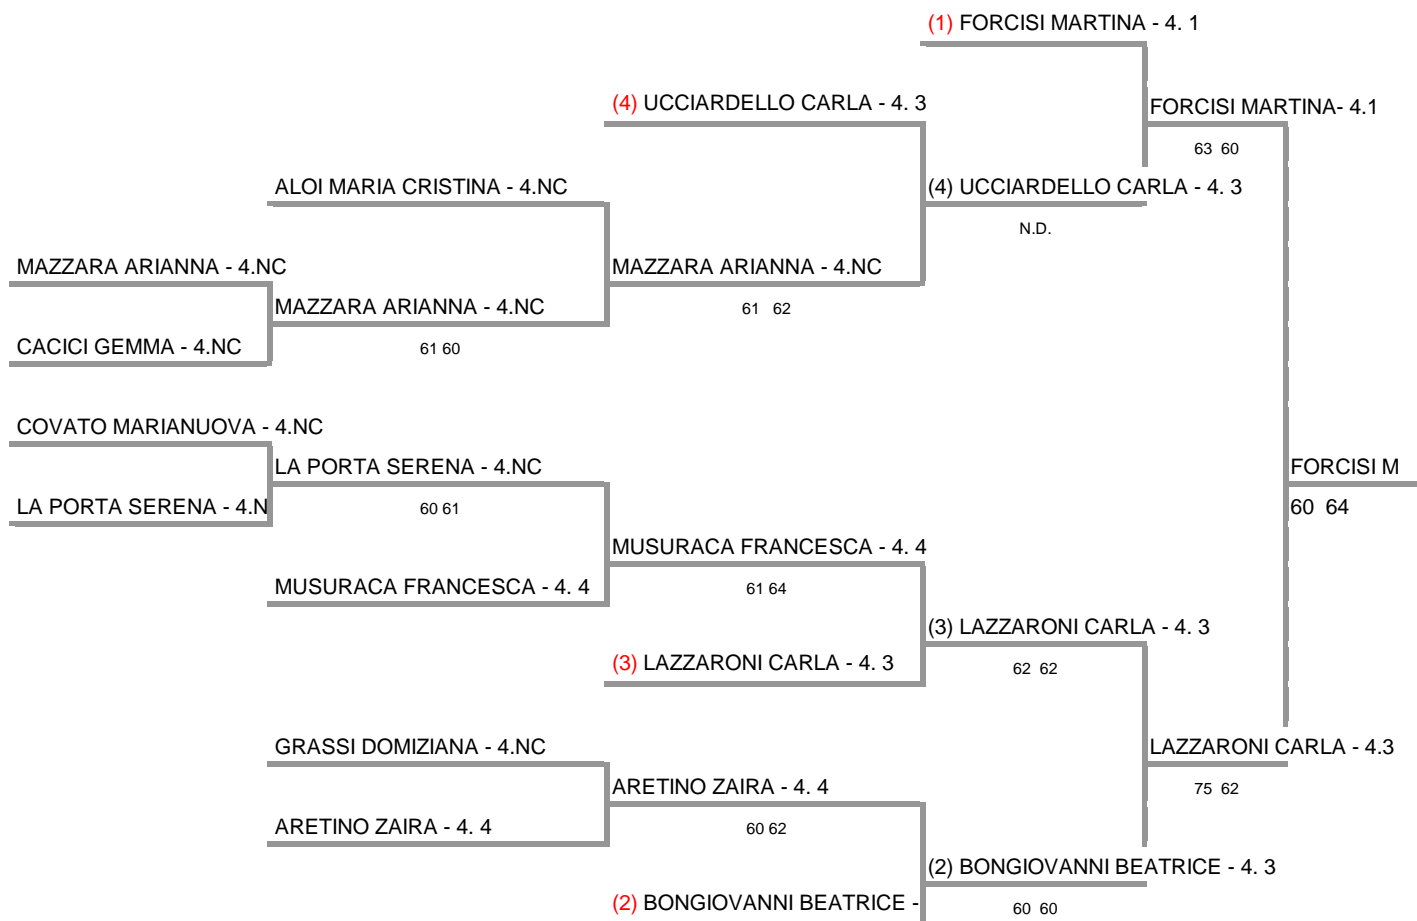 (1) FORCISI MARTINA - 4. 1
(4) UCCIARDELLO CARLA - 4. 3
FORCISI MARTINA- 4.1
63 60
ALOI MARIA CRISTINA - 4.NC
(4) UCCIARDELLO CARLA - 4. 3
N.D.
MAZZARA ARIANNA - 4.NC
MAZZARA ARIANNA - 4.NC
MAZZARA ARIANNA - 4.NC
61 62
CACICI GEMMA - 4.NC
61 60
COVATO MARIANUOVA - 4.NC
LA PORTA SERENA - 4.NC
FORCISI M
LA PORTA SERENA - 4.N
60 61
60 64
MUSURACA FRANCESCA - 4. 4
MUSURACA FRANCESCA - 4. 4
61 64
(3) LAZZARONI CARLA - 4. 3
(3) LAZZARONI CARLA - 4. 3
62 62
GRASSI DOMIZIANA - 4.NC
LAZZARONI CARLA - 4.3
ARETINO ZAIRA - 4. 4
75 62
ARETINO ZAIRA - 4. 4
60 62
(2) BONGIOVANNI BEATRICE - 4. 3
(2) BONGIOVANNI BEATRICE -
60 60